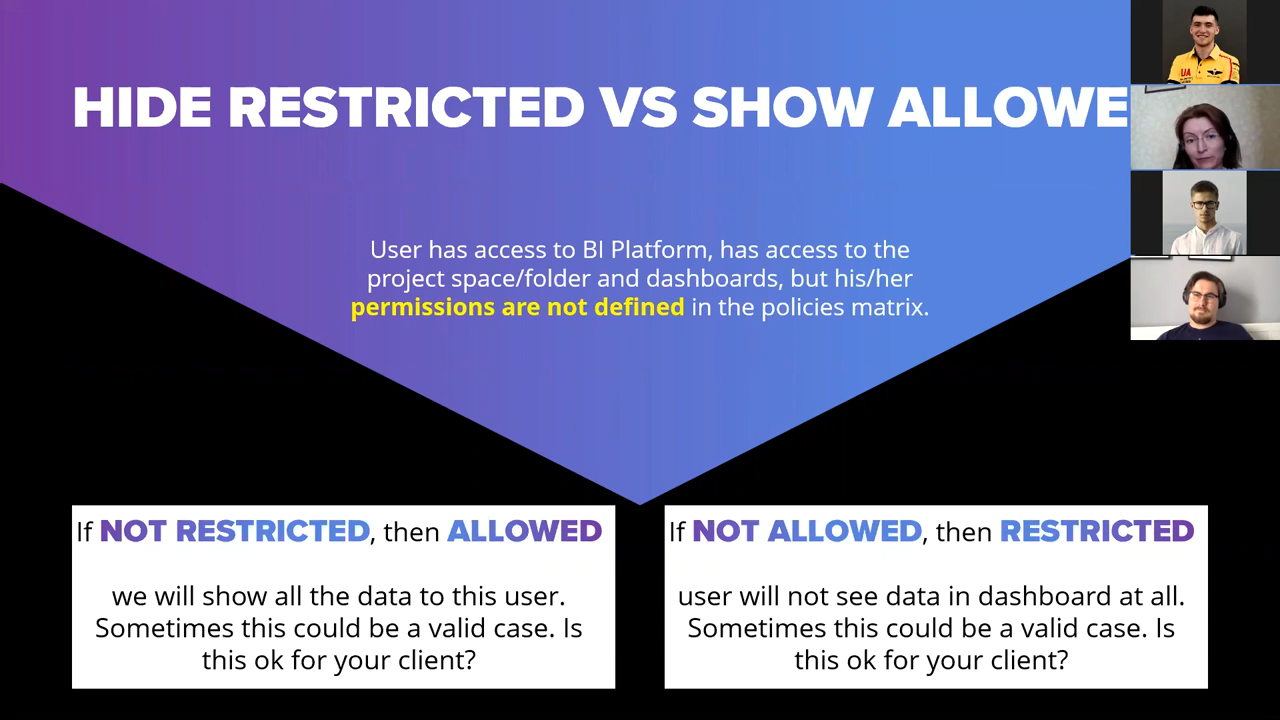 HIDE RESTRICTED VS SHOW ALLOWE
User has access to BI Platform, has access to the
project space/folder and dashboards, but his/her
permissions are not defined in the policies matrix.
If NOT RESTRICTED, then ALLOWED
we will show all the data to this user.
Sometimes this could be a valid case. Is
this ok for your client?
If NOT ALLOWED, then RESTRICTED
user will not see data in dashboard at all.
Sometimes this could be a valid case. Is
this ok for your client?
UA